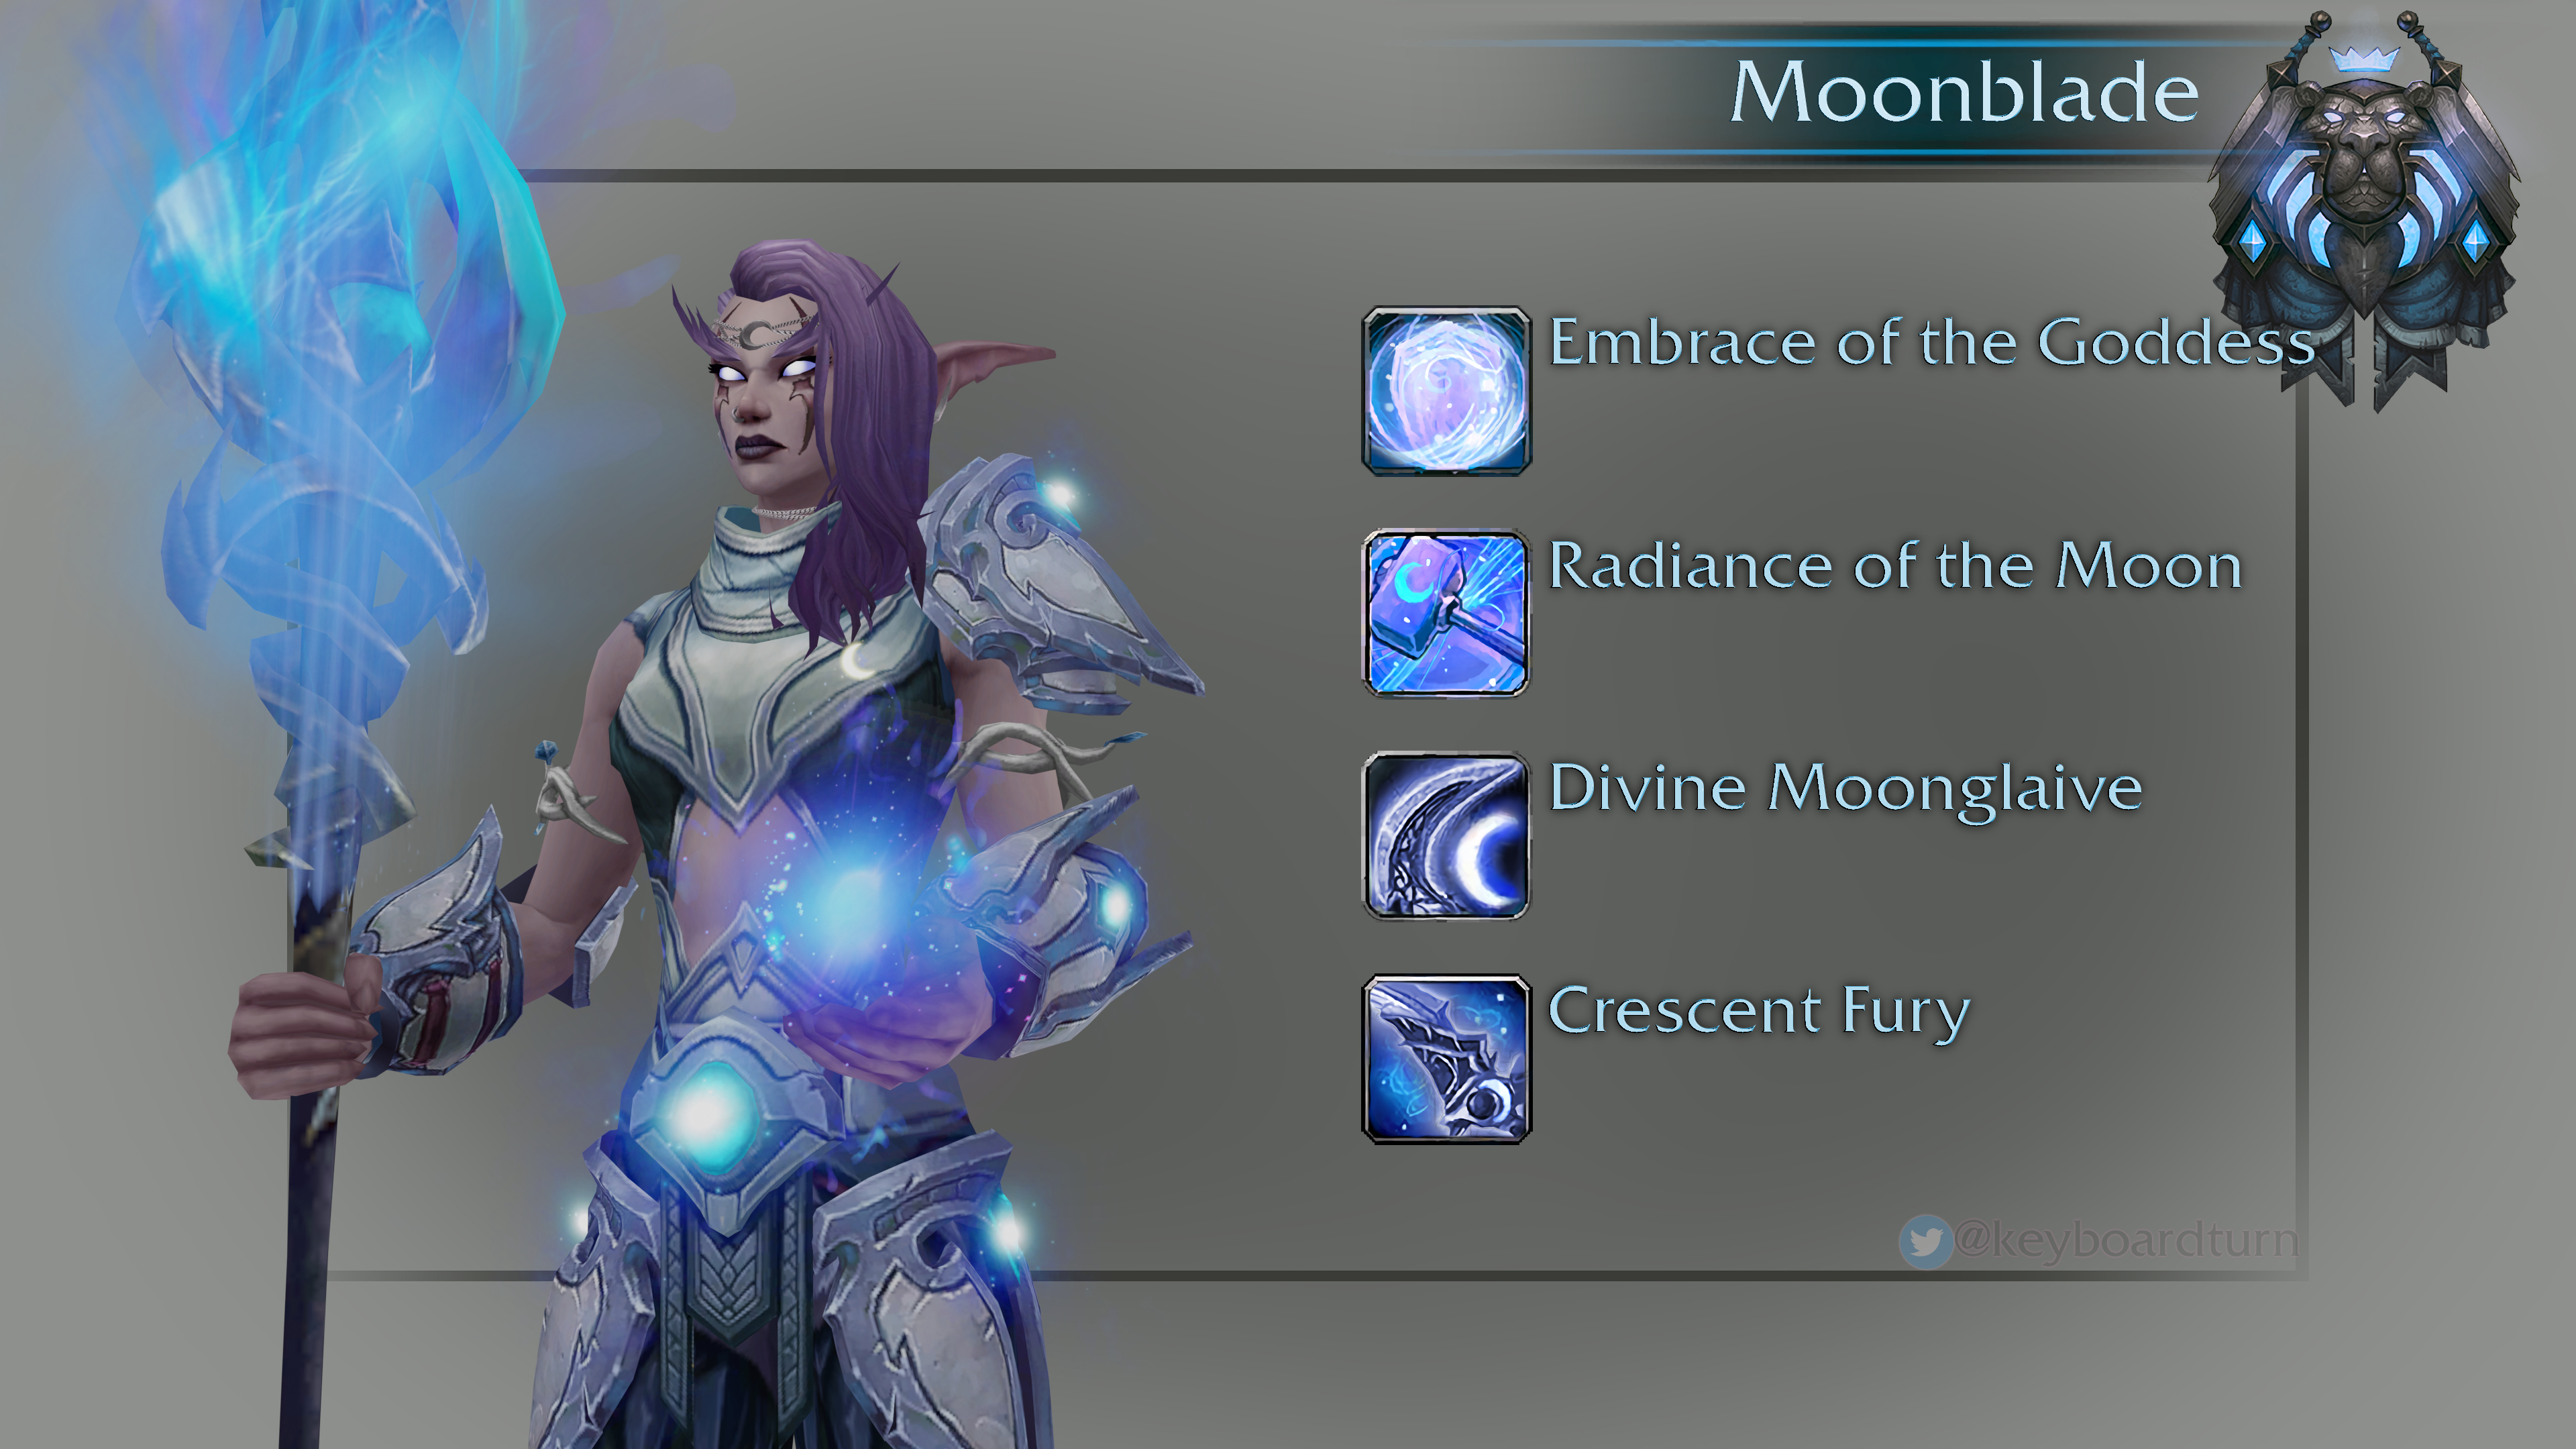 Moonblade
Embrace of the Goddess
Radiance of the Moon
Divine Moonglaive
Crescent Fury
@keyboardturn